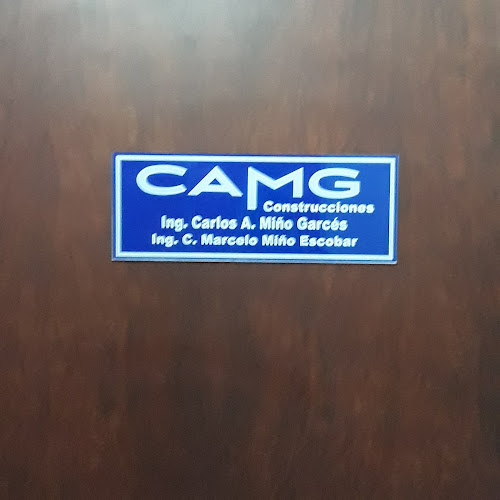 CAMG
Construcciones
Ing. Carlos A. Miño Garcés
Ing. C. Marcelo Miño Escobar